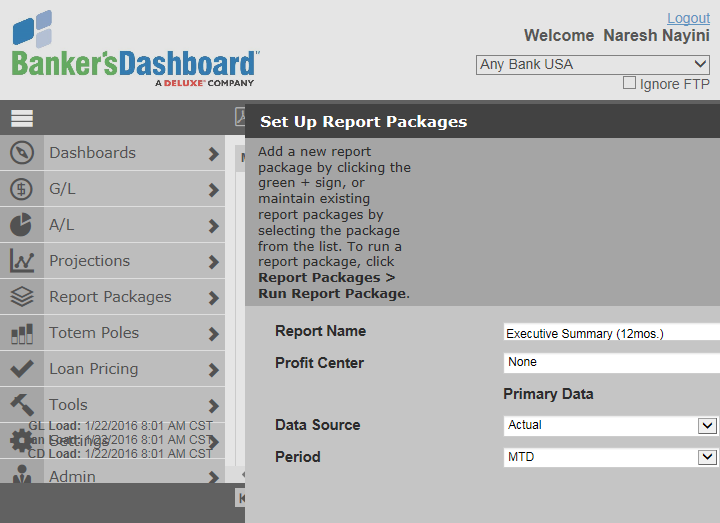 Logout
Welcome Naresh Nayini
Banker'sDashboard™
A DELUXE® COMPANY
Any Bank USA
Ignore FTP
Set Up Report Packages
Add a new report
package by clicking the
green + sign, or
maintain existing
report packages by
selecting the package
from the list. To run a
report package, click
Report Packages >
Run Report Package.
Dashboards
G/L
A/L
Projections
Report Packages
Totem Poles
Loan Pricing
Tools
GL Load: 1/22/2016 8:01 AM CST
Settings
an Load: 1/22/2016 8:01 AM CST
CD Load: 1/22/2016 8:01 AM CST
Admin
Report Name
Executive Summary (12mos.)
Profit Center
None
Primary Data
Data Source
Actual
Period
MTD